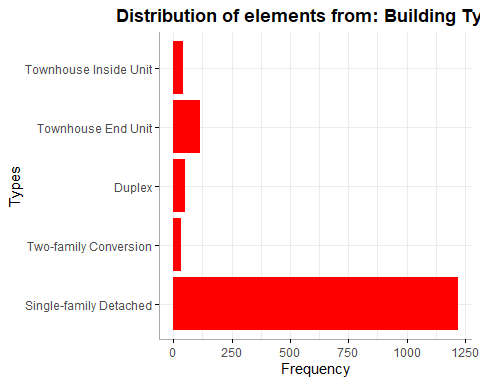 Distribution of elements from: Building Ty
Types
Townhouse Inside Unit
Townhouse End Unit
Duplex
Two-family Conversion
Single-family Detached
0 250 500 750 1000 1250
Frequency